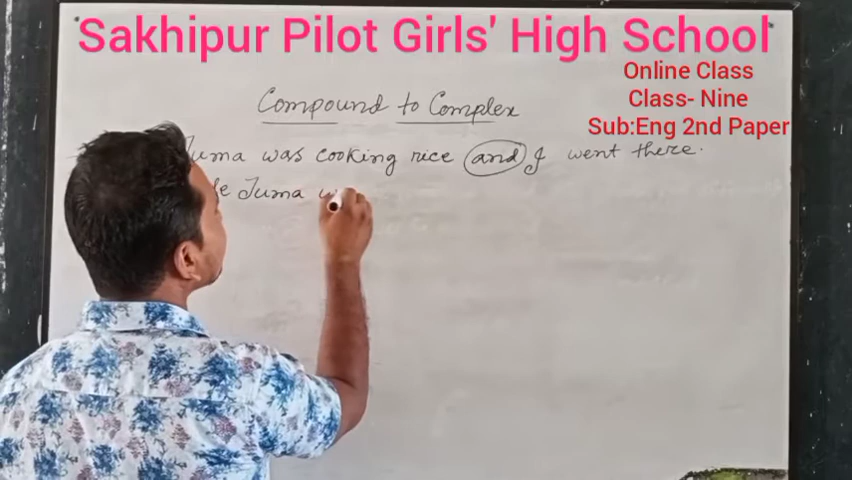 Sakhipur Pilot Girls' High School
Online Class
Class- Nine
Sub:Eng 2nd Paper
Compound to Complex
Juma was cooking rice and I went there.
Juma